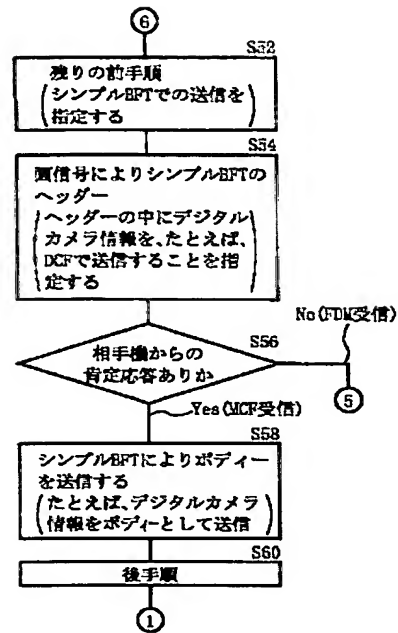 6
S52
残りの前手順
(シンプルBFTでの送信を
指定する)
S54
画信号によりシンプルBFTの
ヘッダー
(ヘッダーの中にデジタル
カメラ情報を、たとえば、
DCFで送信することを指
定する)
S56
No(FDM受信)
相手機からの
肯定応答ありか
5
Yes(MCF受信)
S58
シンプルBFTによりボディー
を送信する
(たとえば、デジタルカメラ
情報をボディーとして送信)
S60
後手順
1